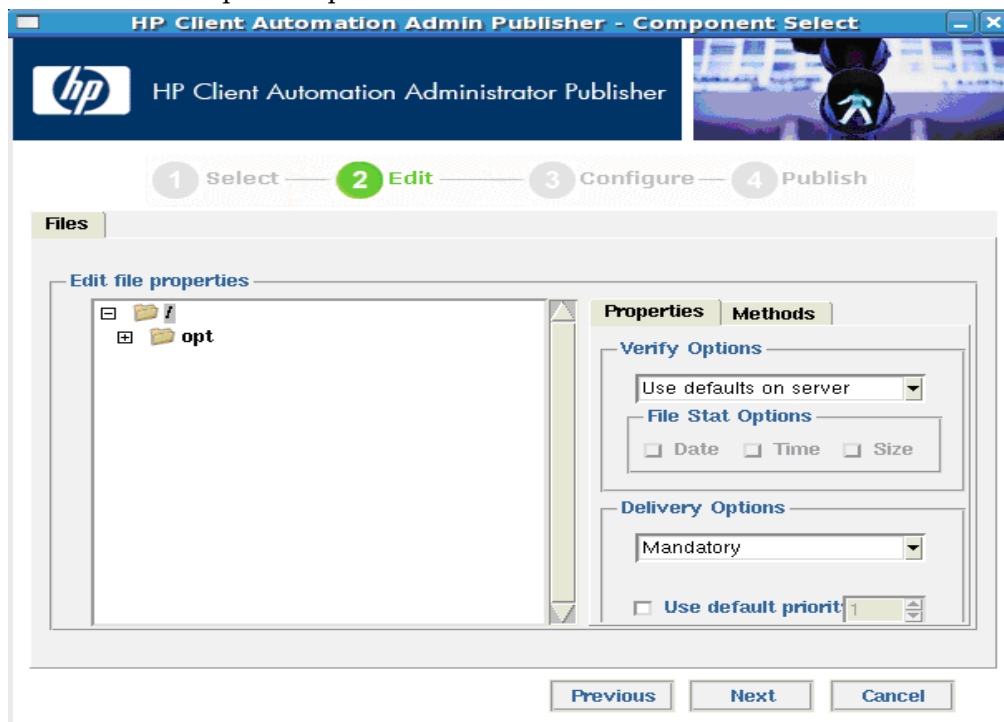 HP Client Automation Admin Publisher - Component Select
hp HP Client Automation Administrator Publisher
1 Select 2 Edit 3 Configure 4 Publish
Files
Edit file properties
/
opt
Properties Methods
Verify Options
Use defaults on server
File Stat Options
Date Time Size
Delivery Options
Mandatory
Use default priorit 1
Previous Next Cancel